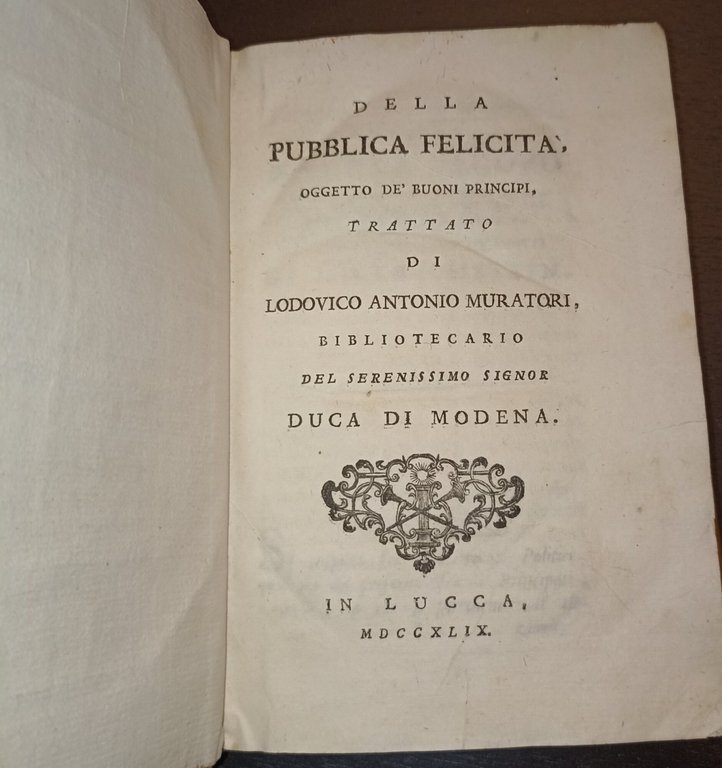 DELLA
PUBBLICA FELICITA',
OGGETTO DE' BUONI PRINCIPI,
TRATTATO
DI
LODOVICO ANTONIO MURATORI,
BIBLIOTECARIO
DEL SERENISSIMO SIGNOR
DUCA DI MODENA.
IN LUCCA,
MDCCXLIX.